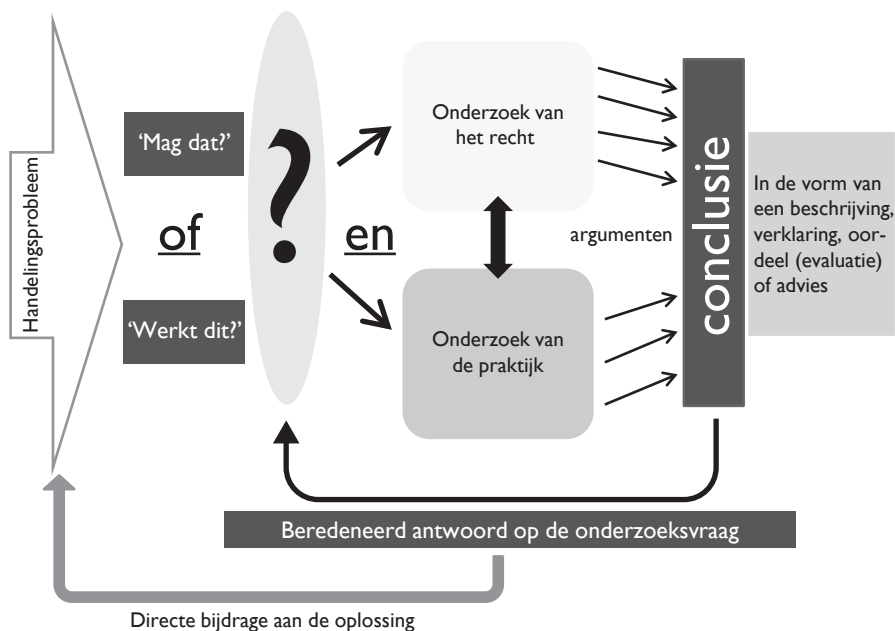 Handelingsprobleem
‘Mag dat?’
of
‘Werkt dit?’
?
en
Onderzoek van
het recht
Onderzoek van
de praktijk
argumenten
conclusie
In de vorm van
een beschrijving,
verklaring, oor-
deel (evaluatie)
of advies
Beredeneerd antwoord op de onderzoeksvraag
Directe bijdrage aan de oplossing